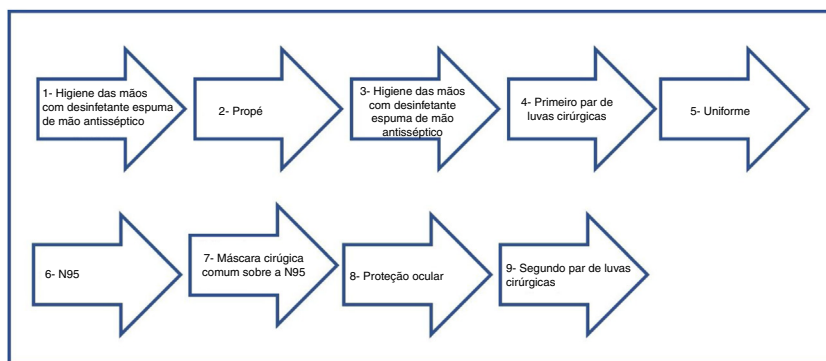 1- Higiene das mãos
com desinfetante espuma
de mão antisséptico
2- Propé
3- Higiene das mãos
com desinfetante
espuma de mão
antisséptico
4- Primeiro par de
luvas cirúrgicas
5- Uniforme
6- N95
7- Máscara cirúgica
comum sobre a N95
8- Proteção ocular
9- Segundo par de luvas
cirúrgicas